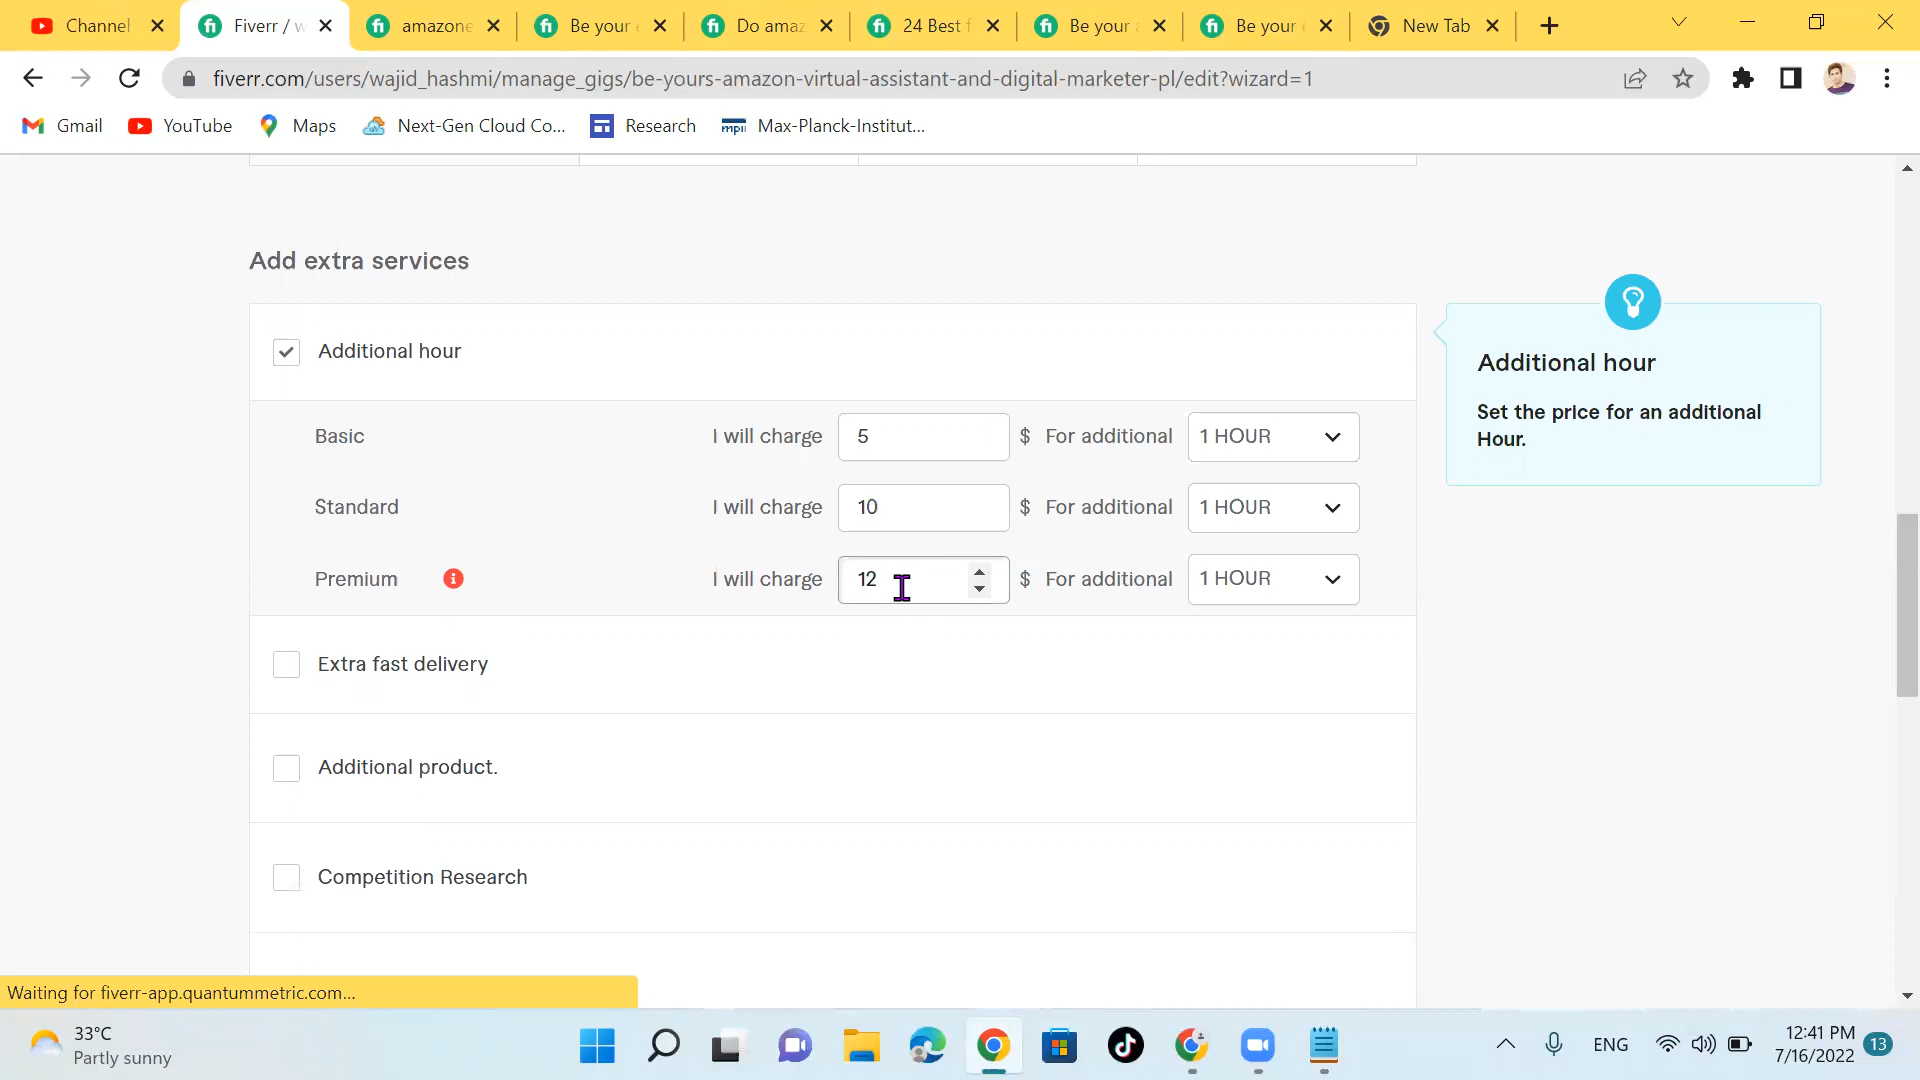 Channel
Fiverr / w
amazone
Be your
Do amaz
24 Best f
Be your a
Be your
New Tab
fiverr.com/users/wajid_hashmi/manage_gigs/be-yours-amazon-virtual-assistant-and-digital-marketer-pl/edit?wizard=1
Gmail
YouTube
Maps
Next-Gen Cloud Co...
Research
mpii
Max-Planck-Institut...
Add extra services
Additional hour
Basic I will charge 5 $ For additional 1 HOUR
Standard I will charge 10 $ For additional 1 HOUR
Premium I will charge 12 $ For additional 1 HOUR
Additional hour
Set the price for an additional
Hour.
Extra fast delivery
Additional product.
Competition Research
Waiting for fiverr-app.quantummetric.com...
33°C
Partly sunny
ENG
12:41 PM
7/16/2022
13